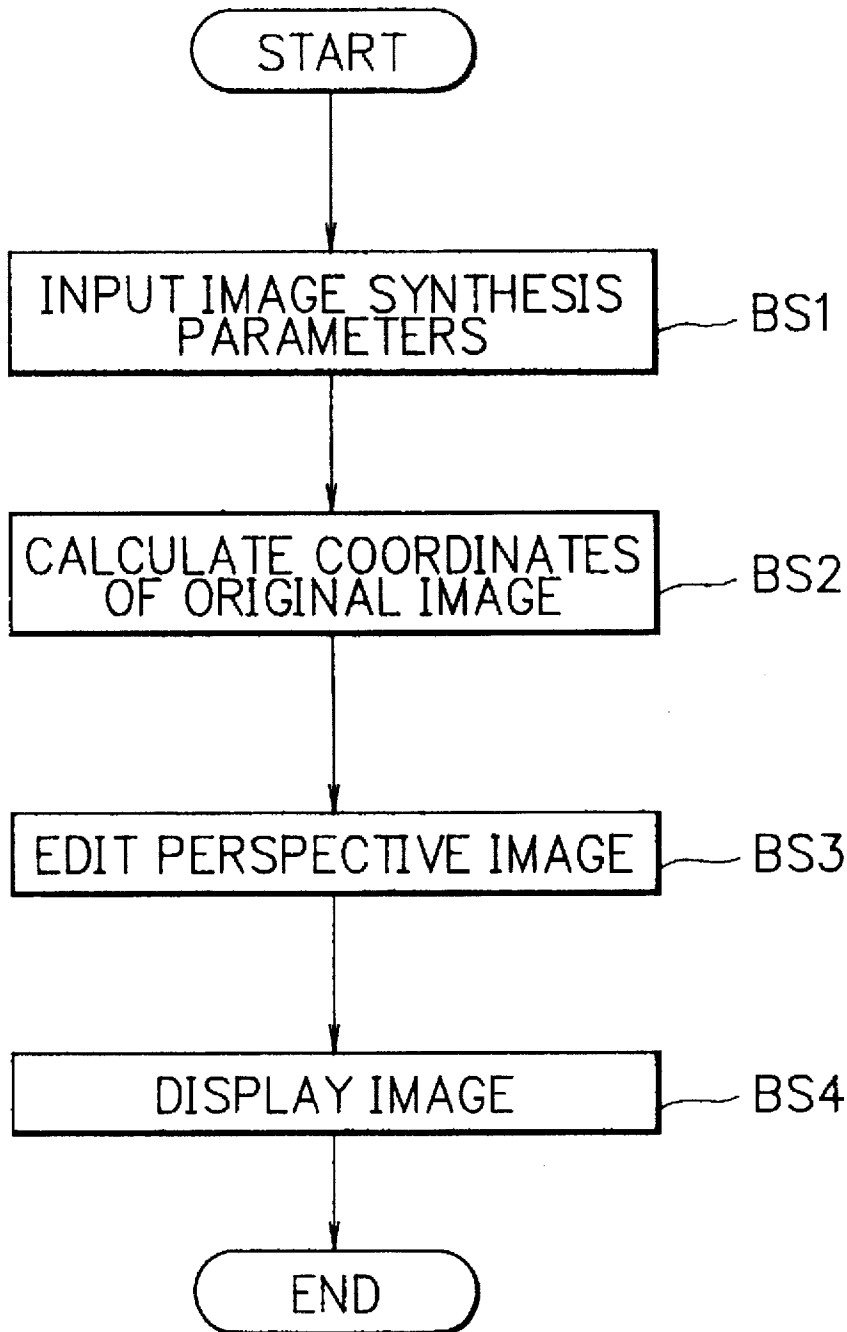 START
INPUT IMAGE SYNTHESIS
PARAMETERS
BS1
CALCULATE COORDINATES
OF ORIGINAL IMAGE
BS2
EDIT PERSPECTIVE IMAGE
BS3
DISPLAY IMAGE
BS4
END